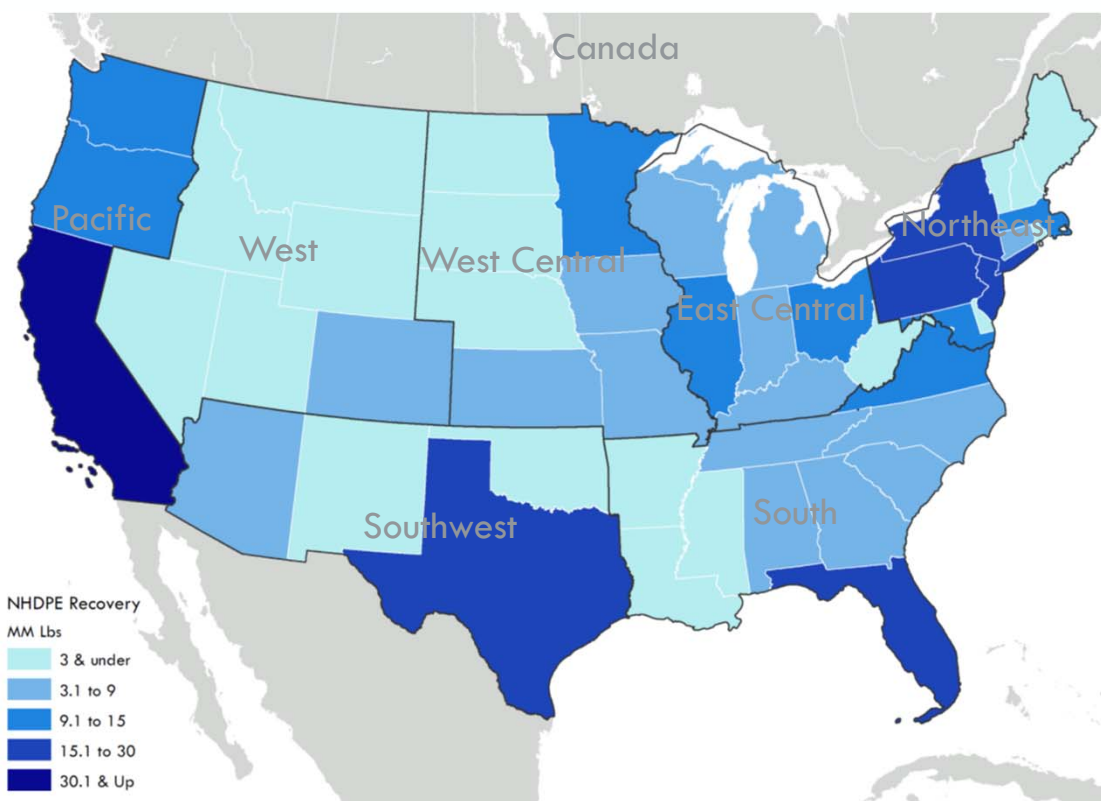 Canada
Pacific
West
West Central
East Central
Northeast
Southwest
South
NHDPE Recovery
MM Lbs
3 & under
3.1 to 9
9.1 to 15
15.1 to 30
30.1 & Up